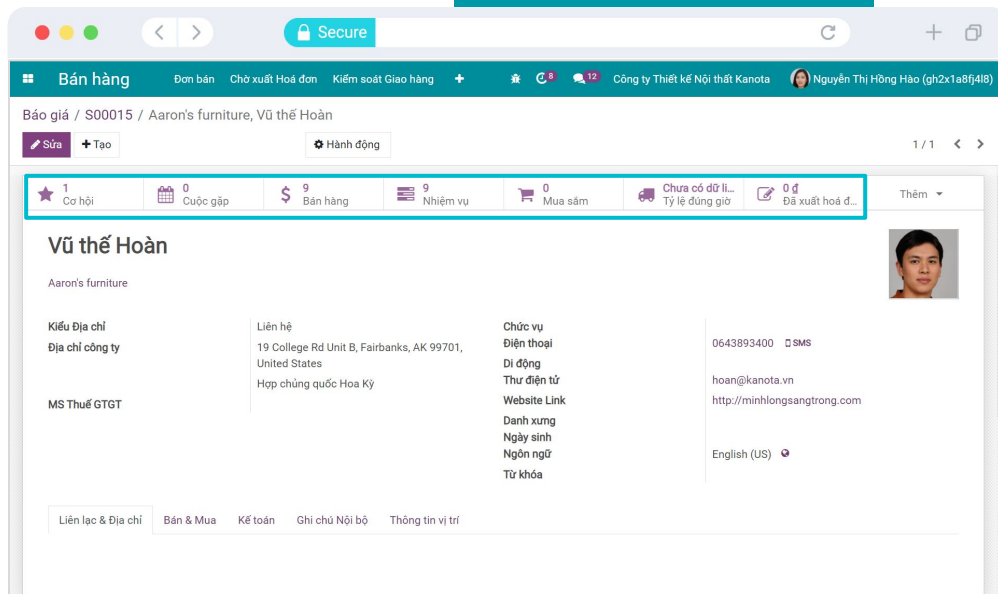 Secure
Bán hàng Đơn bán Chờ xuất Hoá đơn Kiểm soát Giao hàng + 8 12 Công ty Thiết kế Nội thất Kanota Nguyễn Thị Hồng Hào (gh2x1a8fj4l8)
Báo giá / S00015 / Aaron's furniture, Vũ thế Hoàn
Sửa +Tạo Hành động 1 / 1
1 0 9 9 0 Chưa có dữ li... 0 ₫
Cơ hội Cuộc gặp Bán hàng Nhiệm vụ Mua sắm Tỷ lệ đúng giờ Đã xuất hoá đ... Thêm
Vũ thế Hoàn
Aaron's furniture
Kiểu Địa chỉ Liên hệ
Địa chỉ công ty 19 College Rd Unit B, Fairbanks, AK 99701,
United States
Hợp chủng quốc Hoa Kỳ
MS Thuế GTGT
Chức vụ
Điện thoại 0643893400 SMS
Di động
Thư điện tử hoan@kanota.vn
Website Link http://minhlongsangtrong.com
Danh xưng
Ngày sinh
Ngôn ngữ English (US)
Từ khóa
Liên lạc & Địa chỉ Bán & Mua Kế toán Ghi chú Nội bộ Thông tin vị trí